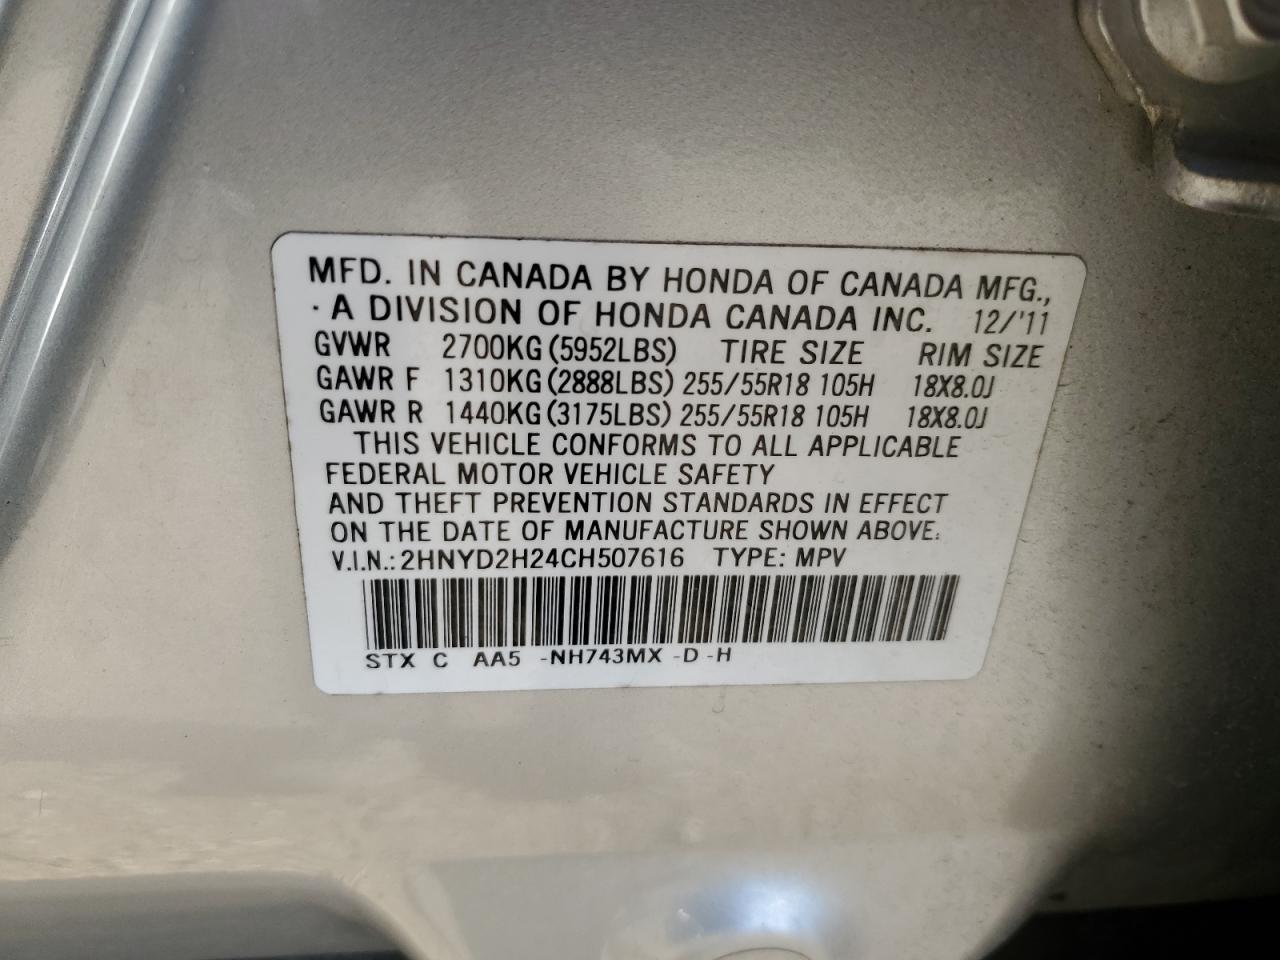 MFD. IN CANADA BY HONDA OF CANADA MFG.,
· A DIVISION OF HONDA CANADA INC. 12/'11
GVWR 2700KG (5952LBS) TIRE SIZE RIM SIZE
GAWR F 1310KG (2888LBS) 255/55R18 105H 18X8.0J
GAWR R 1440KG (3175LBS) 255/55R18 105H 18X8.0J
THIS VEHICLE CONFORMS TO ALL APPLICABLE
FEDERAL MOTOR VEHICLE SAFETY
AND THEFT PREVENTION STANDARDS IN EFFECT
ON THE DATE OF MANUFACTURE SHOWN ABOVE.
V.I.N.: 2HNYD2H24CH507616 TYPE: MPV
STX C AA5 -NH743MX -D -H